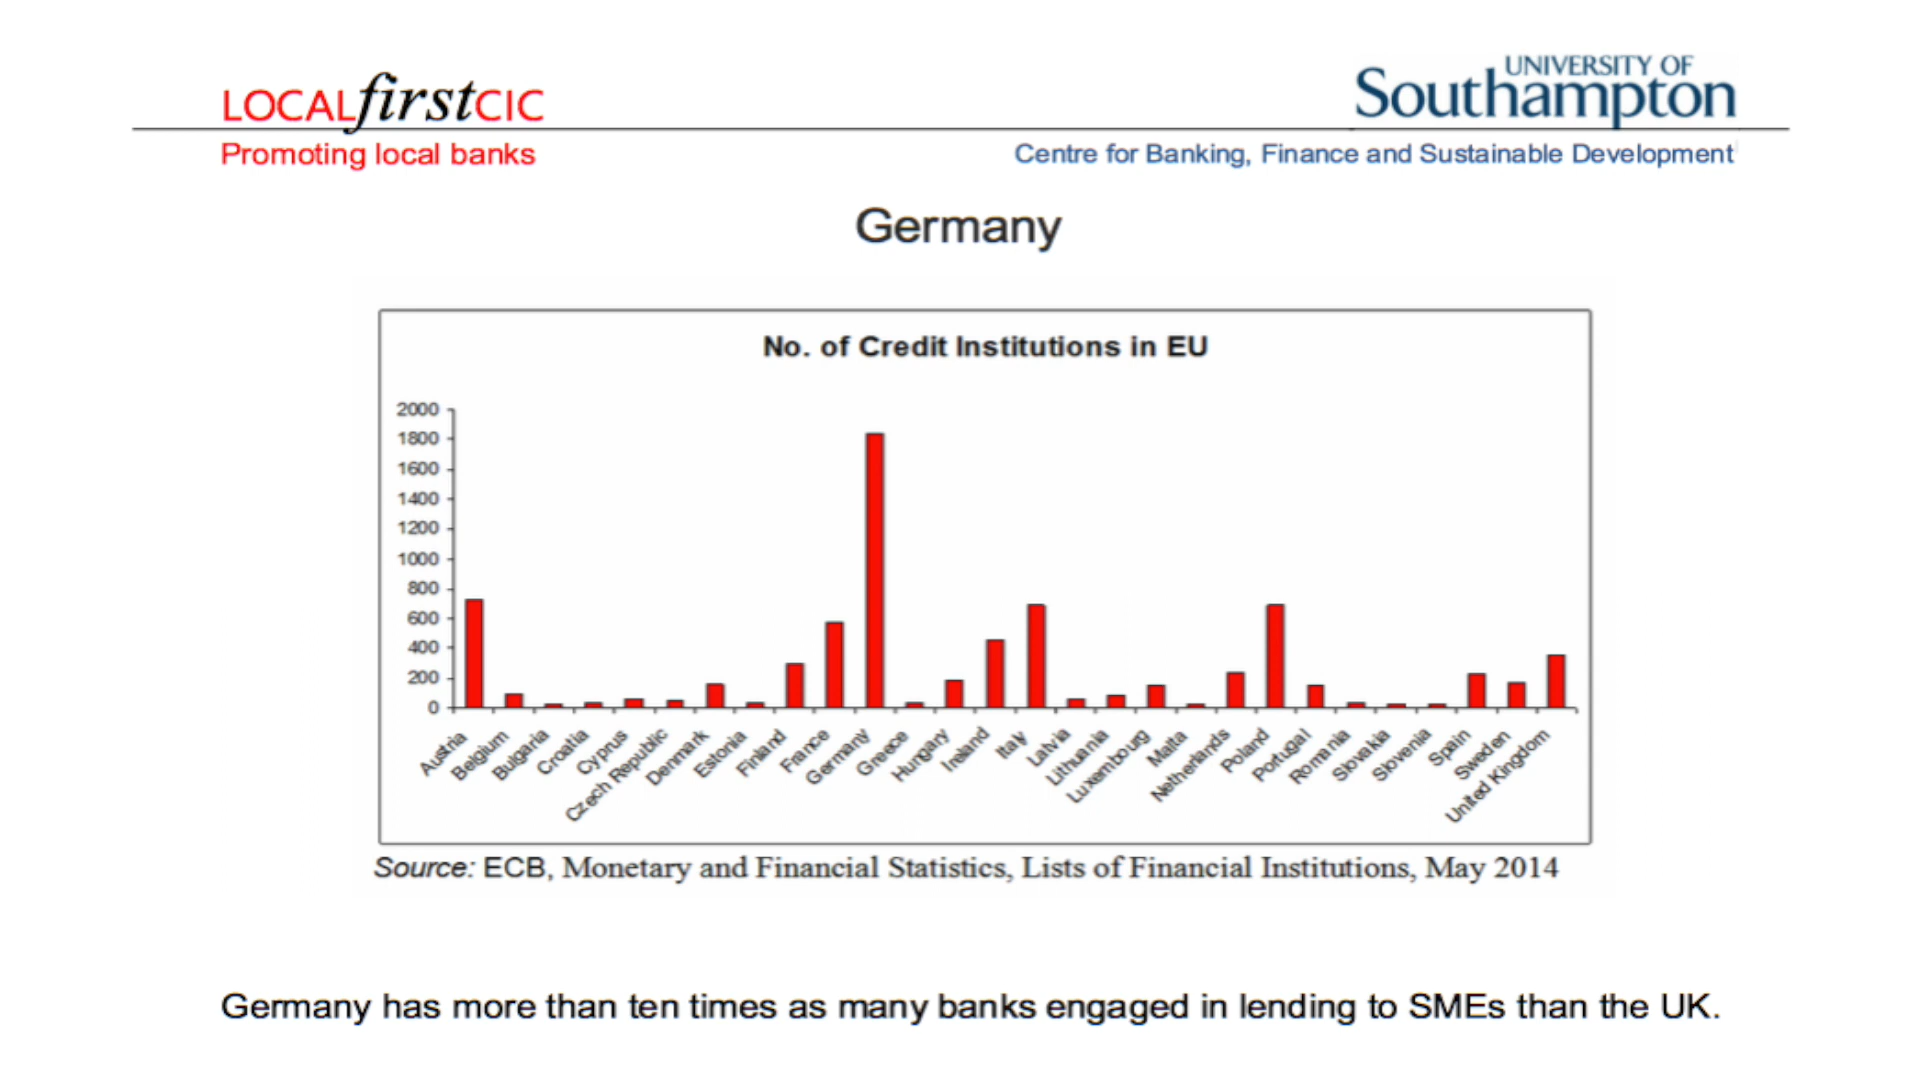 LOCALfirstCIC
Promoting local banks
UNIVERSITY OF
Southampton
Centre for Banking, Finance and Sustainable Development
Germany
No. of Credit Institutions in EU
2000
1800
1600
1400
1200
1000
800
600
400
200
0
Austria
Belgium
Bulgaria
Croatia
Cyprus
Czech Republic
Denmark
Estonia
Finland
France
Germany
Greece
Hungary
Ireland
Italy
Latvia
Lithuania
Luxembourg
Malta
Netherlands
Poland
Portugal
Romania
Slovakia
Slovenia
Spain
Sweden
United Kingdom
Source: ECB, Monetary and Financial Statistics, Lists of Financial Institutions, May 2014
Germany has more than ten times as many banks engaged in lending to SMEs than the UK.